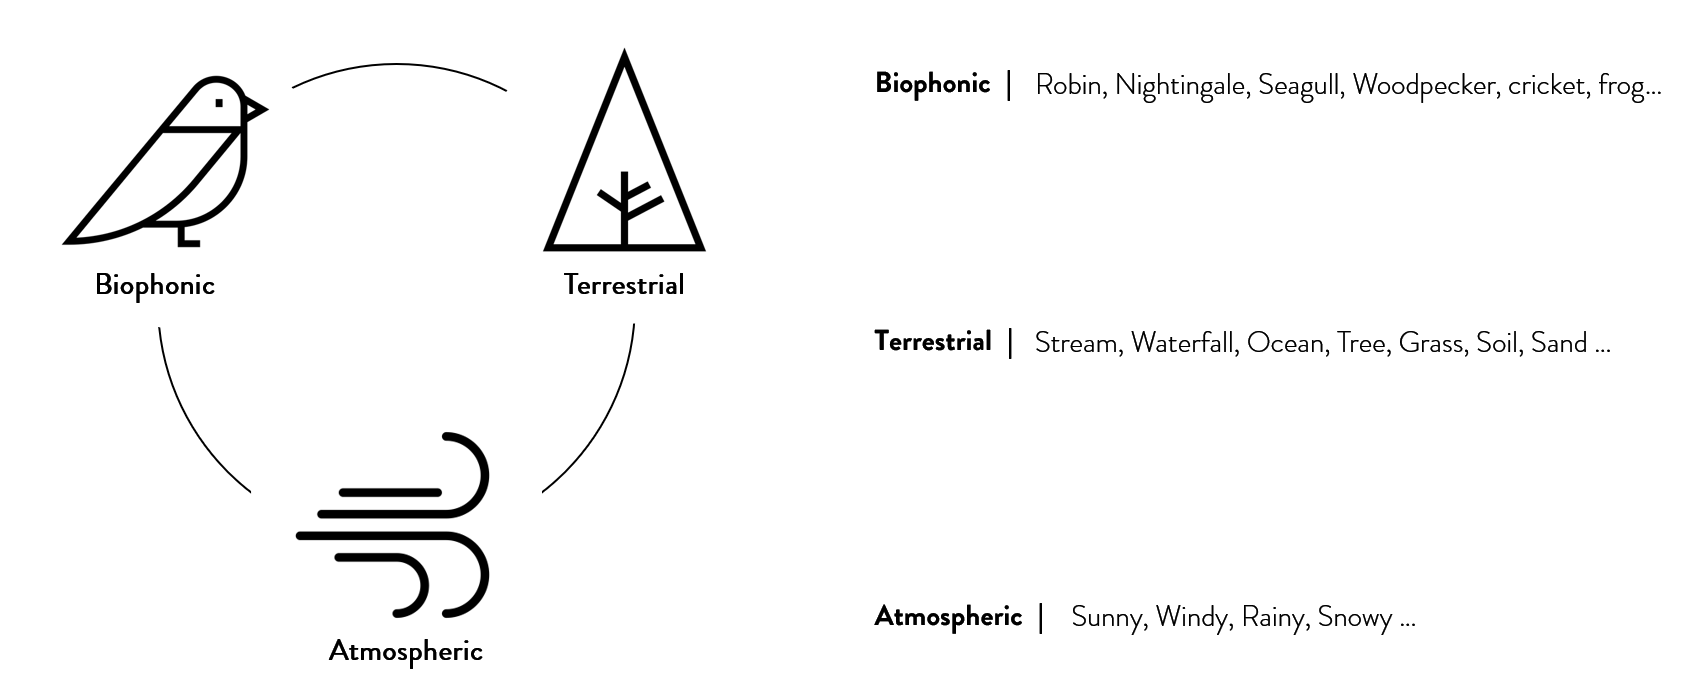 Biophonic
Terrestrial
Atmospheric
Biophonic | Robin, Nightingale, Seagull, Woodpecker, cricket, frog...
Terrestrial | Stream, Waterfall, Ocean, Tree, Grass, Soil, Sand ...
Atmospheric | Sunny, Windy, Rainy, Snowy ...